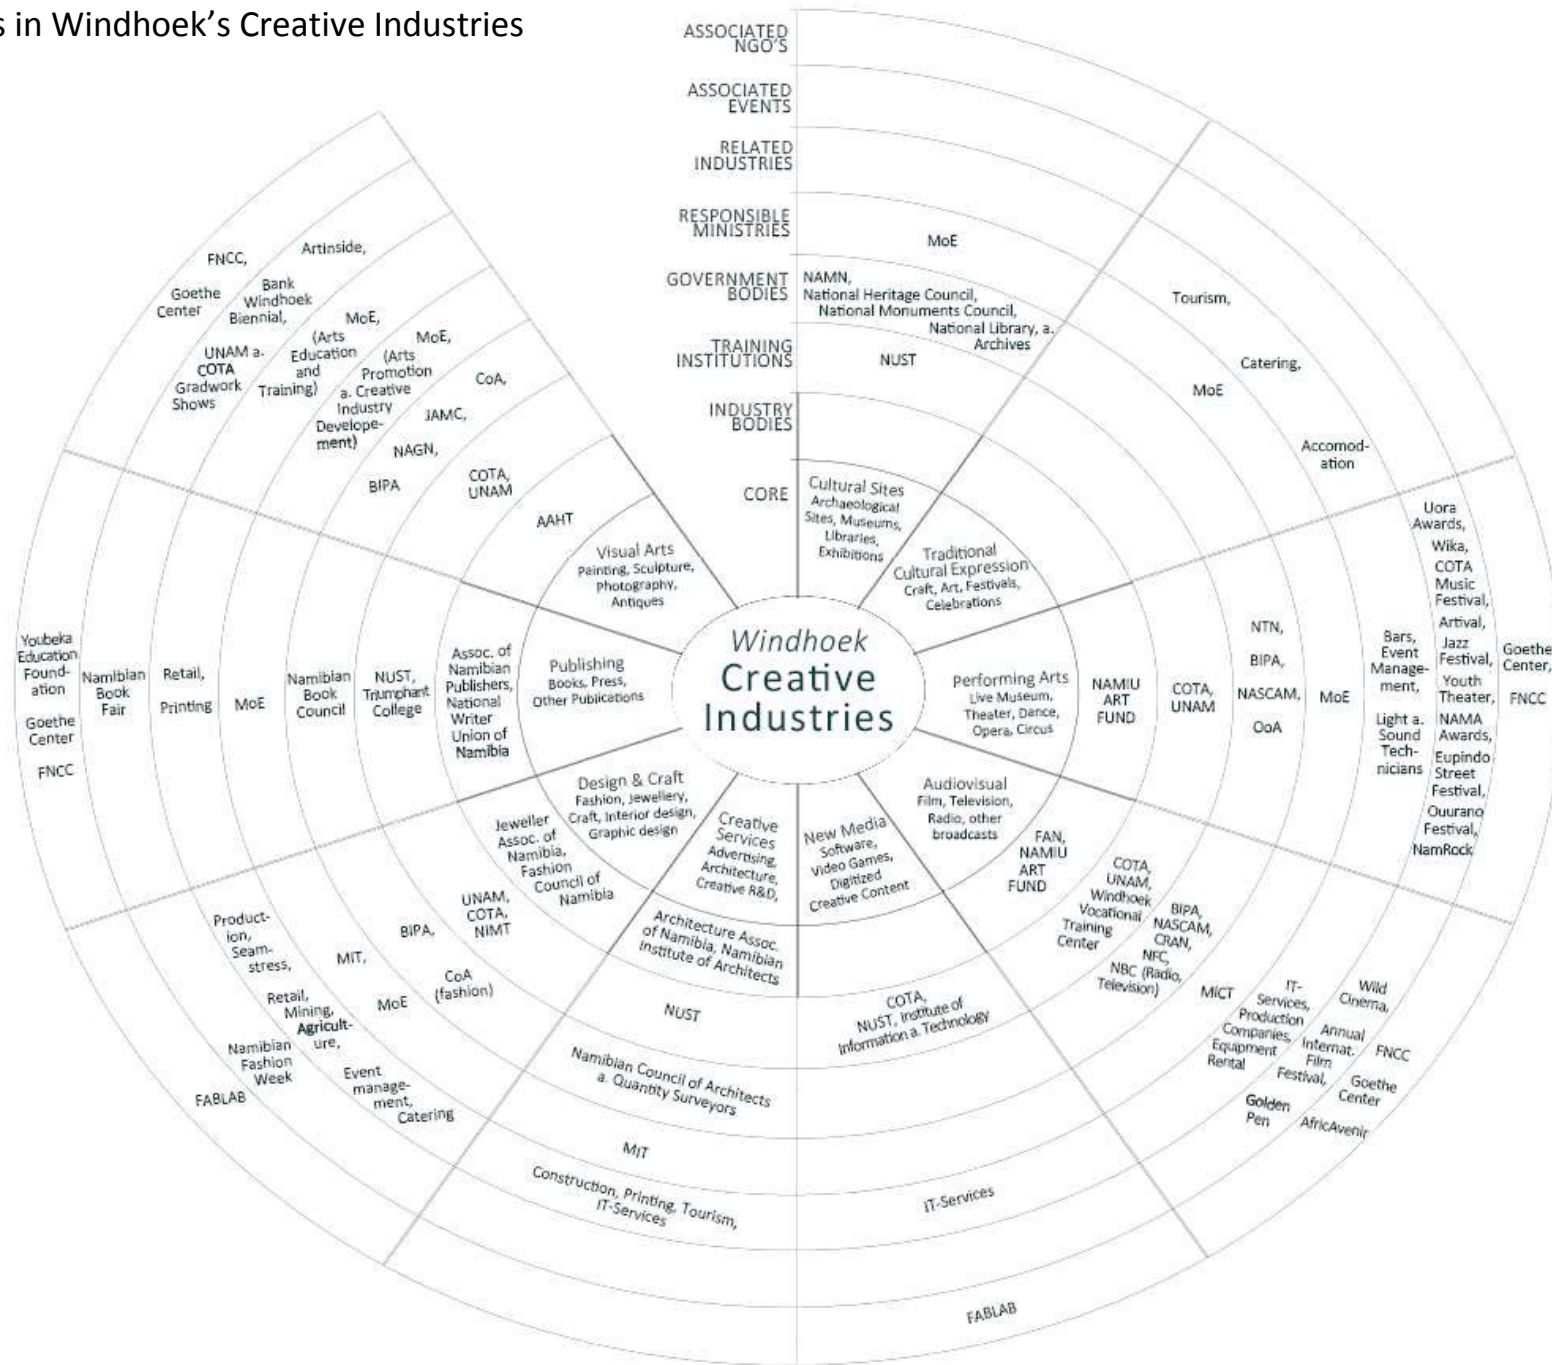 s in Windhoek's Creative Industries
ASSOCIATED
NGO'S
ASSOCIATED
EVENTS
RELATED
INDUSTRIES
RESPONSIBLE
MINISTRIES
GOVERNMENT
BODIES
TRAINING
INSTITUTIONS
INDUSTRY
BODIES
CORE
Windhoek
Creative
Industries
Cultural Sites
Archaeological
Sites, Museums,
Libraries,
Exhibitions
NUST
NAMN,
National Heritage Council,
National Monuments Council,
National Library, a.
Archives
MoE
Traditional
Cultural Expression
Craft, Art, Festivals,
Celebrations
MoE
Tourism,
Catering,
Accomod-
ation
Performing Arts
Live Museum,
Theater, Dance,
Opera, Circus
NAMIU
ART
FUND
COTA,
UNAM
NTN,
BIPA,
NASCAM,
OoA
MoE
Bars,
Event
Manage-
ment,
Light a.
Sound
Tech-
nicians
Uora
Awards,
Wika,
COTA
Music
Festival,
Artival,
Jazz
Festival,
Youth
Theater,
NAMA
Awards,
Eupindo
Street
Festival,
Ouurano
Festival,
NamRock
Goethe
Center,
FNCC
Audiovisual
Film, Television,
Radio, other
broadcasts
FAN,
NAMIU
ART
FUND
COTA,
UNAM,
Windhoek
Vocational
Training
Center
BIPA,
NASCAM,
CRAN,
NFC,
NBC (Radio,
Television)
MICT
IT-
Services,
Production
Companies,
Equipment
Rental
Wild
Cinema,
Annual
Internat.
Film
Festival,
Golden
Pen
FNCC
Goethe
Center
AfricAvenir
New Media
Software,
Video Games,
Digitized
Creative Content
COTA,
NUST, Institute of
Information a. Technology
IT-Services
FABLAB
Creative
Services
Advertising,
Architecture,
Creative R&D,
Architecture Assoc.
of Namibia, Namibian
Institute of Architects
NUST
Namibian Council of Architects
a. Quantity Surveyors
MIT
Construction, Printing, Tourism,
IT-Services
Design & Craft
Fashion, Jewellery,
Craft, Interior design,
Graphic design
Jeweller
Assoc. of
Namibia,
Fashion
Council of
Namibia
UNAM,
COTA,
NIMT
BIPA,
CoA
(fashion)
MIT,
MoE
Product-
ion,
Seam-
stress,
Retail,
Mining,
Agricult-
ure,
Event
manage-
ment,
Catering
Namibian
Fashion
Week
FABLAB
Publishing
Books, Press,
Other Publications
Assoc. of
Namibian
Publishers,
National
Writer
Union of
Namibia
NUST,
Triumphant
College
Namibian
Book
Council
MoE
Retail,
Printing
Namibian
Book
Fair
Youbeka
Education
Found-
ation
Goethe
Center
FNCC
Visual Arts
Painting, Sculpture,
Photography,
Antiques
AAHT
COTA,
UNAM
CoA,
JAMC,
NAGN,
BIPA
MoE,
(Arts
Promotion
a. Creative
Industry
Develope-
ment)
MoE,
(Arts
Education
and
Training)
Artinside,
Bank
Windhoek
Biennial,
UNAM a.
COTA
Gradwork
Shows
FNCC,
Goethe
Center